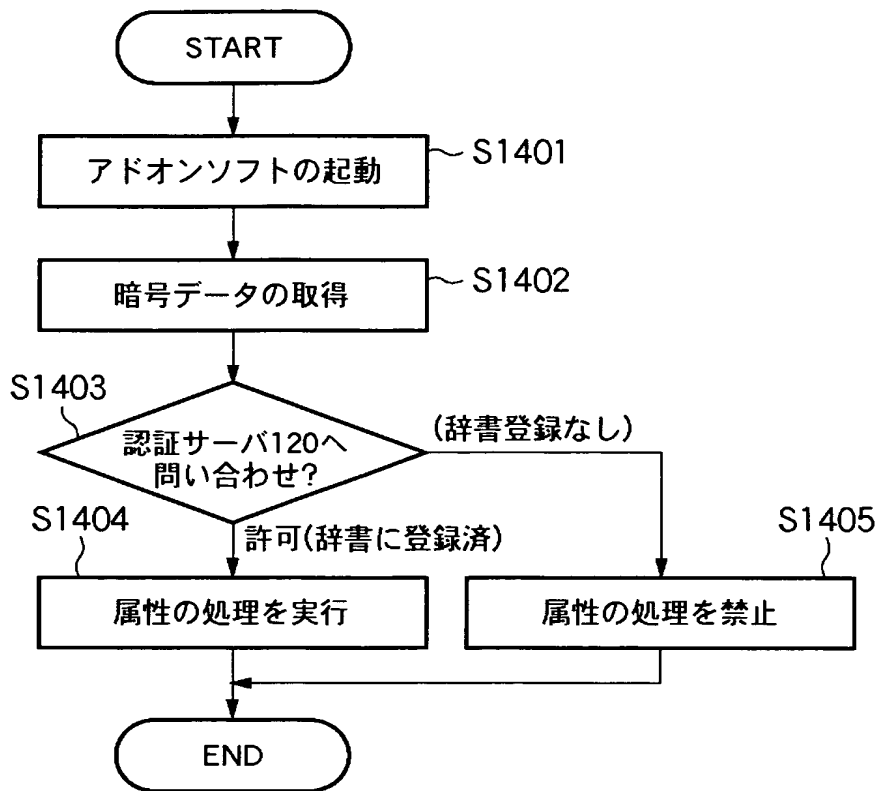 START
アドオンソフトの起動
S1401
暗号データの取得
S1402
S1403
認証サーバ120へ
問い合わせ?
(辞書登録なし)
S1404
許可(辞書に登録済)
S1405
属性の処理を実行
属性の処理を禁止
END